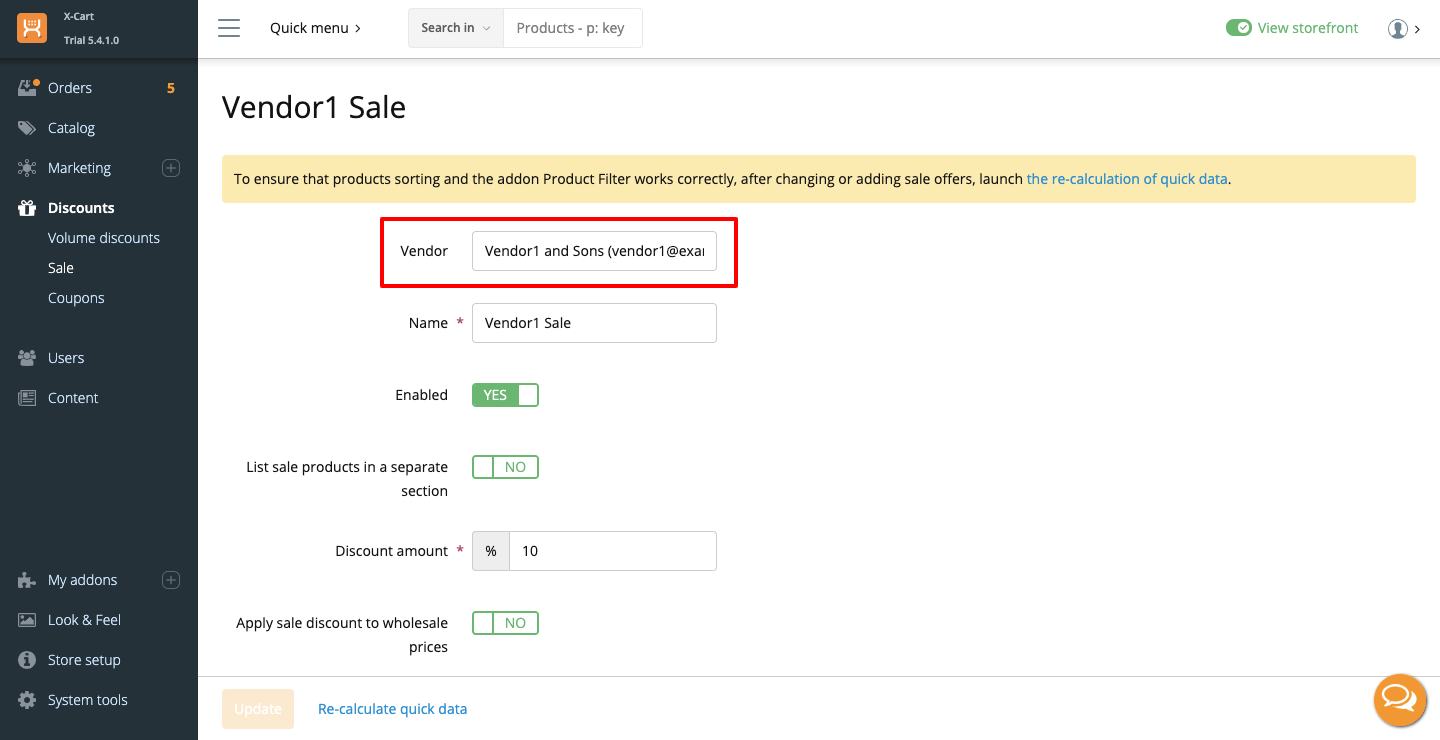 X-Cart
Trial 5.4.1.0
Quick menu
Search in
Products - p: key
View storefront
Orders 5
Catalog
Marketing
Discounts
Volume discounts
Sale
Coupons
Users
Content
My addons
Look & Feel
Store setup
System tools
Vendor1 Sale
To ensure that products sorting and the addon Product Filter works correctly, after changing or adding sale offers, launch the re-calculation of quick data.
Vendor Vendor1 and Sons (vendor1@exa
Name * Vendor1 Sale
Enabled YES
List sale products in a separate NO
section
Discount amount * % 10
Apply sale discount to wholesale NO
prices
Update Re-calculate quick data